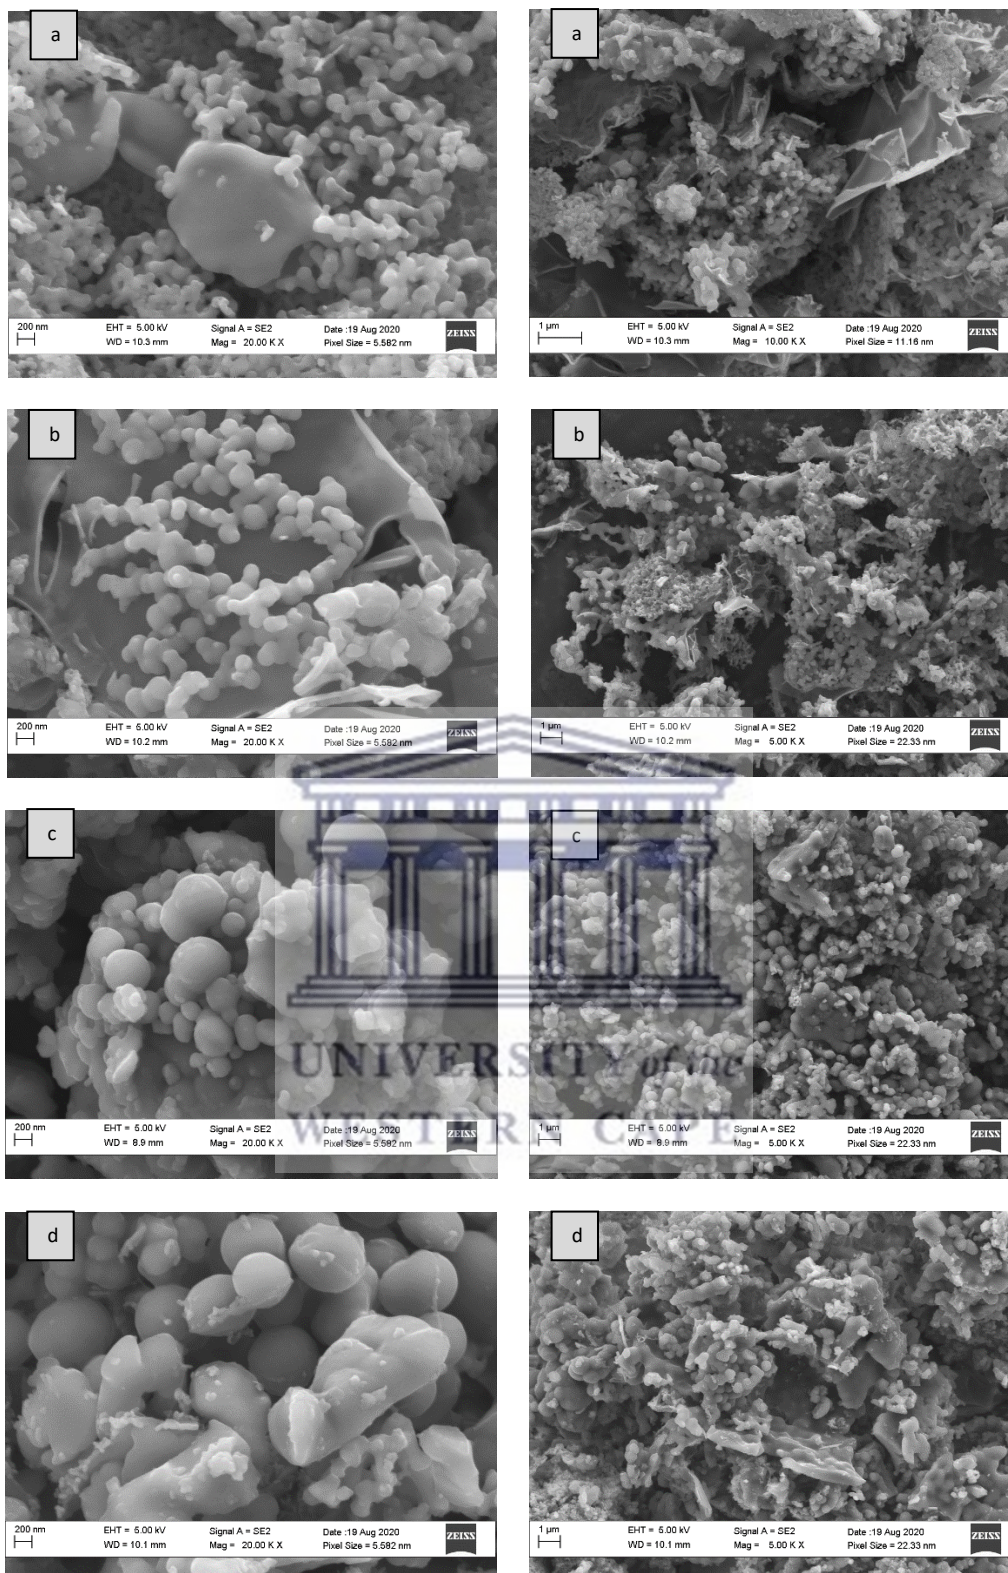 a
a
200 nm EHT = 5.00 kV Signal A = SE2 Date :19 Aug 2020 ZEISS
WD = 10.3 mm Mag = 20.00 K X Pixel Size = 5.582 nm
1 µm EHT = 5.00 kV Signal A = SE2 Date :19 Aug 2020 ZEISS
WD = 10.3 mm Mag = 10.00 K X Pixel Size = 11.16 nm
b
b
200 nm EHT = 5.00 kV Signal A = SE2 Date :19 Aug 2020 ZEISS
WD = 10.2 mm Mag = 20.00 K X Pixel Size = 5.582 nm
1 µm EHT = 5.00 kV Signal A = SE2 Date :19 Aug 2020 ZEISS
WD = 10.2 mm Mag = 5.00 K X Pixel Size = 22.33 nm
c
c
UNIVERSITY of the
WESTERN CAPE
200 nm EHT = 5.00 kV Signal A = SE2 Date :19 Aug 2020 ZEISS
WD = 8.9 mm Mag = 20.00 K X Pixel Size = 5.582 nm
1 µm EHT = 5.00 kV Signal A = SE2 Date :19 Aug 2020 ZEISS
WD = 8.9 mm Mag = 5.00 K X Pixel Size = 22.33 nm
d
d
200 nm EHT = 5.00 kV Signal A = SE2 Date :19 Aug 2020 ZEISS
WD = 10.1 mm Mag = 20.00 K X Pixel Size = 5.582 nm
1 µm EHT = 5.00 kV Signal A = SE2 Date :19 Aug 2020 ZEISS
WD = 10.1 mm Mag = 5.00 K X Pixel Size = 22.33 nm